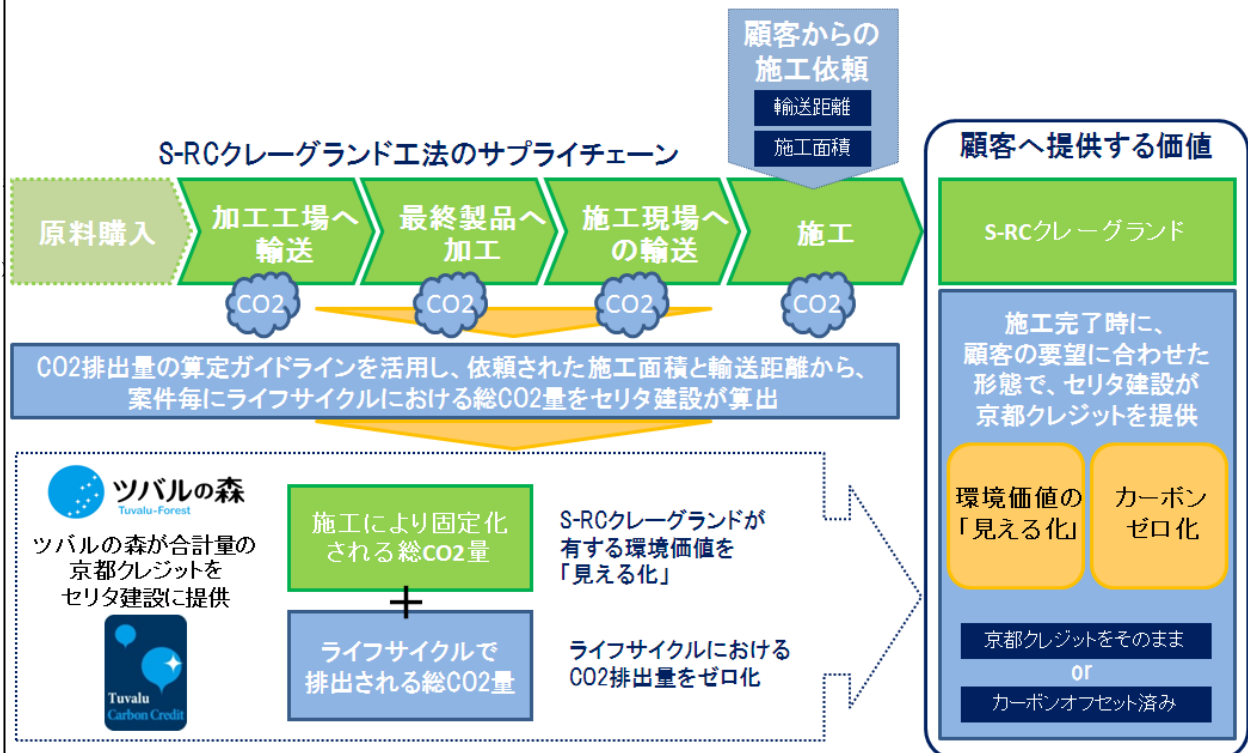 顧客からの
施工依頼
輸送距離
施工面積
S-RCクレーグランド工法のサプライチェーン
原料購入
加工工場へ
輸送
最終製品へ
加工
施工現場へ
の輸送
施工
CO2
CO2
CO2
CO2
CO2排出量の算定ガイドラインを活用し、依頼された施工面積と輸送距離から、
案件毎にライフサイクルにおける総CO2量をセリタ建設が算出
ツバルの森
Tuvalu-Forest
ツバルの森が合計量の
京都クレジットを
セリタ建設に提供
Tuvalu
Carbon Credit
施工により固定化
される総CO2量
+
ライフサイクルで
排出される総CO2量
S-RCクレーグランドが
有する環境価値を
「見える化」
ライフサイクルにおける
CO2排出量をゼロ化
顧客へ提供する価値
S-RCクレーグランド
施工完了時に、
顧客の要望に合わせた
形態で、セリタ建設が
京都クレジットを提供
環境価値の
「見える化」
カーボン
ゼロ化
京都クレジットをそのまま
or
カーボンオフセット済み